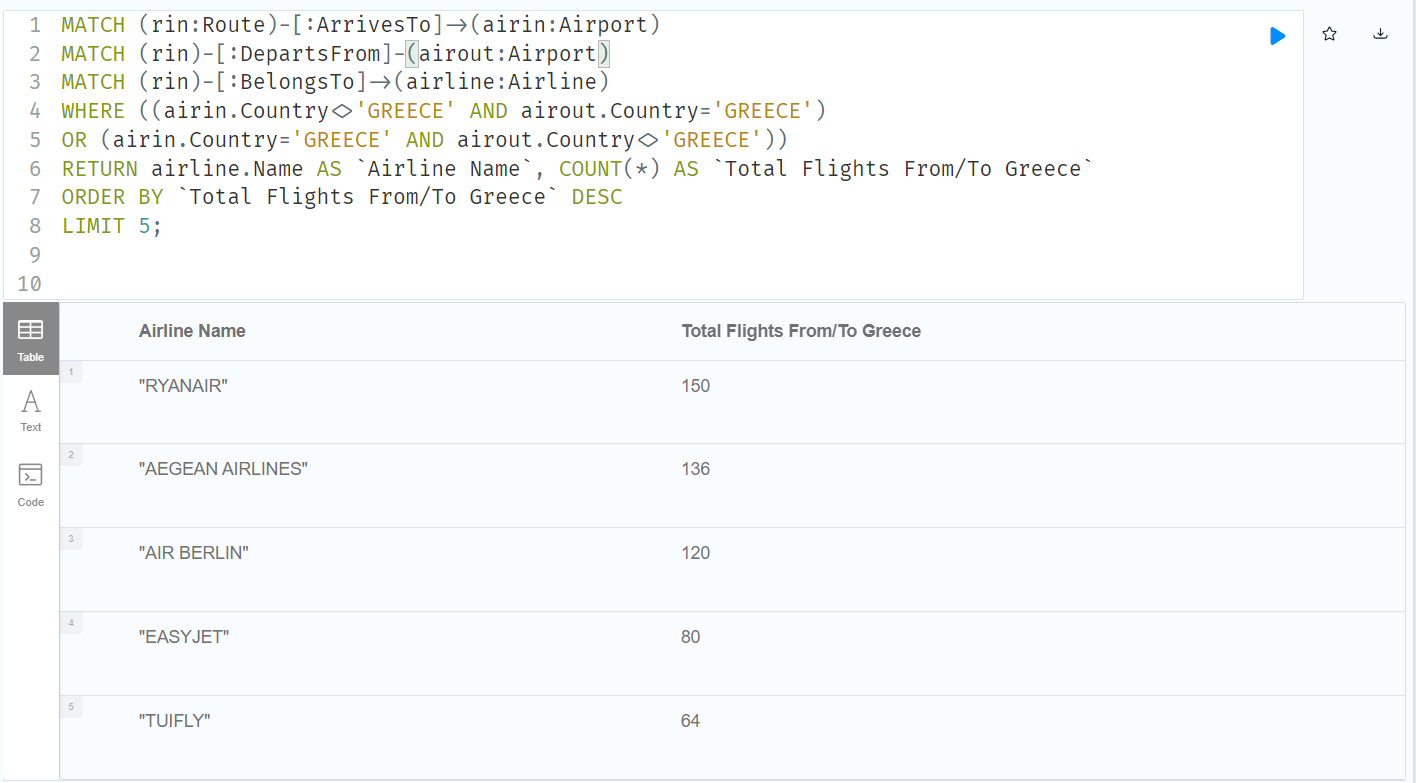 1 MATCH (rin:Route)-[:ArrivesTo]->(airin:Airport)
2 MATCH (rin)-[:DepartsFrom]-(airout:Airport)
3 MATCH (rin)-[:BelongsTo]->(airline:Airline)
4 WHERE ((airin.Country<>'GREECE' AND airout.Country='GREECE')
5 OR (airin.Country='GREECE' AND airout.Country<>'GREECE'))
6 RETURN airline.Name AS `Airline Name`, COUNT(*) AS `Total Flights From/To Greece`
7 ORDER BY `Total Flights From/To Greece` DESC
8 LIMIT 5;
9
10
Table
Text
Code
Airline Name Total Flights From/To Greece
1 "RYANAIR" 150
2 "AEGEAN AIRLINES" 136
3 "AIR BERLIN" 120
4 "EASYJET" 80
5 "TUIFLY" 64